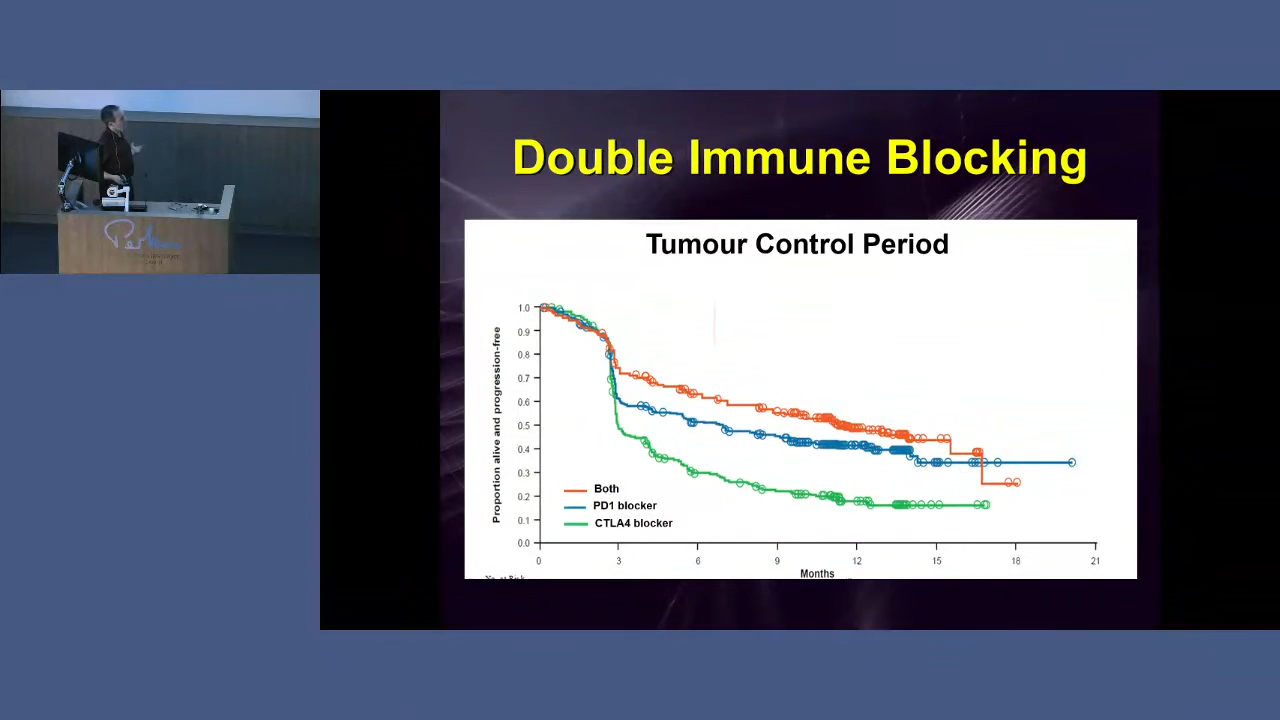 Double Immune Blocking
Tumour Control Period
Proportion alive and progression-free
1.0
0.9
0.8
0.7
0.6
0.5
0.4
0.3
0.2
0.1
0.0
Both
PD1 blocker
CTLA4 blocker
0 3 6 9 12 15 18 21
Months